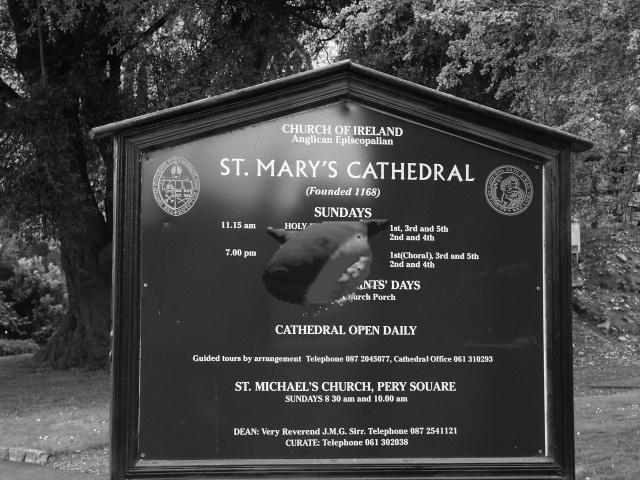 CHURCH OF IRELAND
Anglican Episcopalian
ST. MARY'S CATHEDRAL
(Founded 1168)
SUNDAYS
11.15 am HOLY 1st, 3rd and 5th
2nd and 4th
7.00 pm 1st(Choral), 3rd and 5th
2nd and 4th
DAYS
Church Porch
CATHEDRAL OPEN DAILY
Guided tours by arrangement Telephone 087 2045077, Cathedral Office 061 310293
ST. MICHAEL'S CHURCH, PERY SQUARE
SUNDAYS 8 30 am and 10.00 am
DEAN: Very Reverend J.M.G. Sirr. Telephone 087 2541121
CURATE: Telephone 061 302038